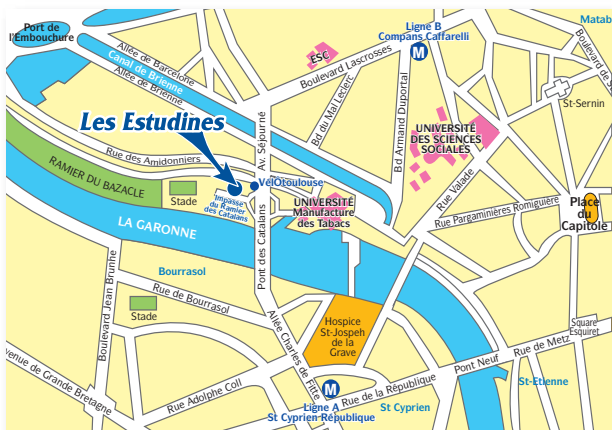 Port de
l'Embouchure
Allée de Barcelone
Canal de Brienne
Allée de Brienne
ESC
Boulevard Lascrosses
Ligne B
Compans Caffarelli
M
Matab
Boulevard de S
St-Sernin
Les Estudines
Av. Séjourné
Bd du Mal Leclerc
Bd Armand Duportal
UNIVERSITÉ
DES SCIENCES
SOCIALES
Rue des Amidonniers
RAMIER DU BAZACLE
Stade
Impasse
du Ramier
des Catalans
VélOtoulouse
UNIVERSITÉ
Manufacture
des Tabacs
Rue Valade
Rue Pargaminières Romiguière
Place
du
Capitole
LA GARONNE
Pont des Catalans
Bourrasol
Rue de Bourrasol
Stade
Boulevard Jean Brunhe
Allée Charles de Fitte
Hospice
St-Jospeh
de la
Grave
Square
Esquiret
Rue de Metz
Pont Neuf
St-Etienne
venue de Grande Bretagne
Rue Adolphe Coll
M
Ligne A
St Cyprien République
Rue de la République
St Cyprien